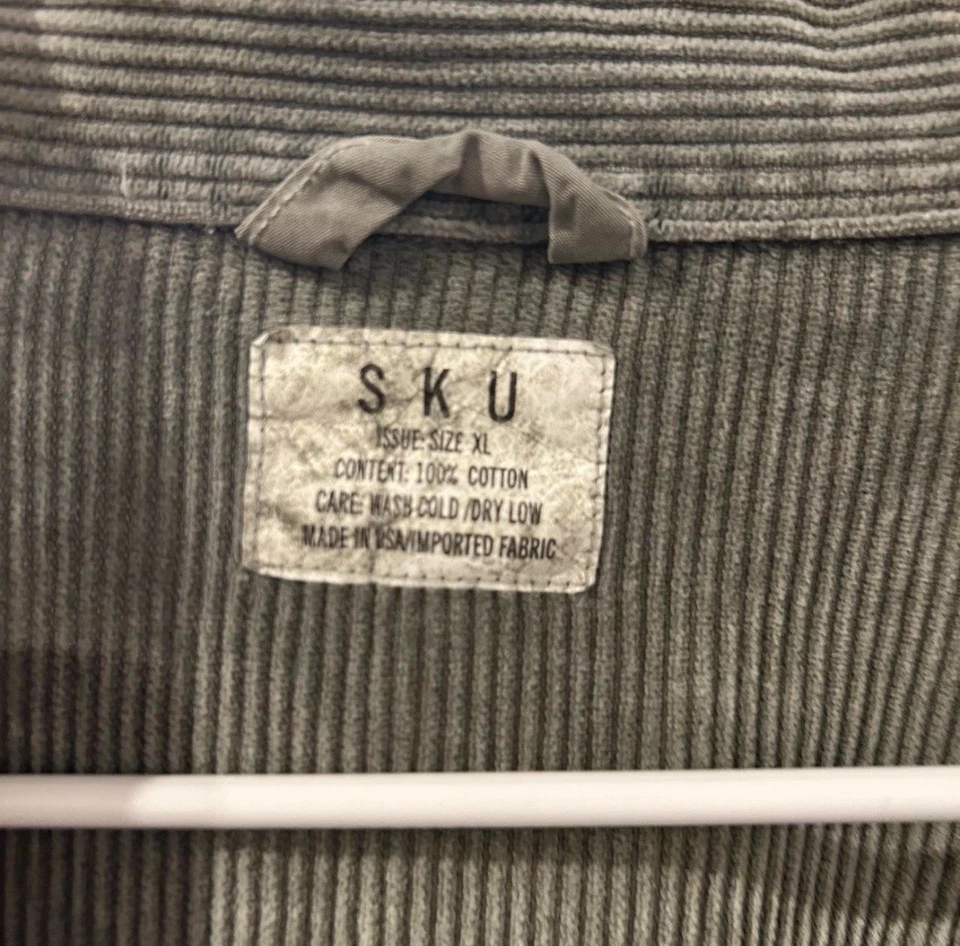 SKU
ISSUE: SIZE XL
CONTENT: 100% COTTON
CARE: WASH COLD /DRY LOW
MADE IN USA/IMPORTED FABRIC